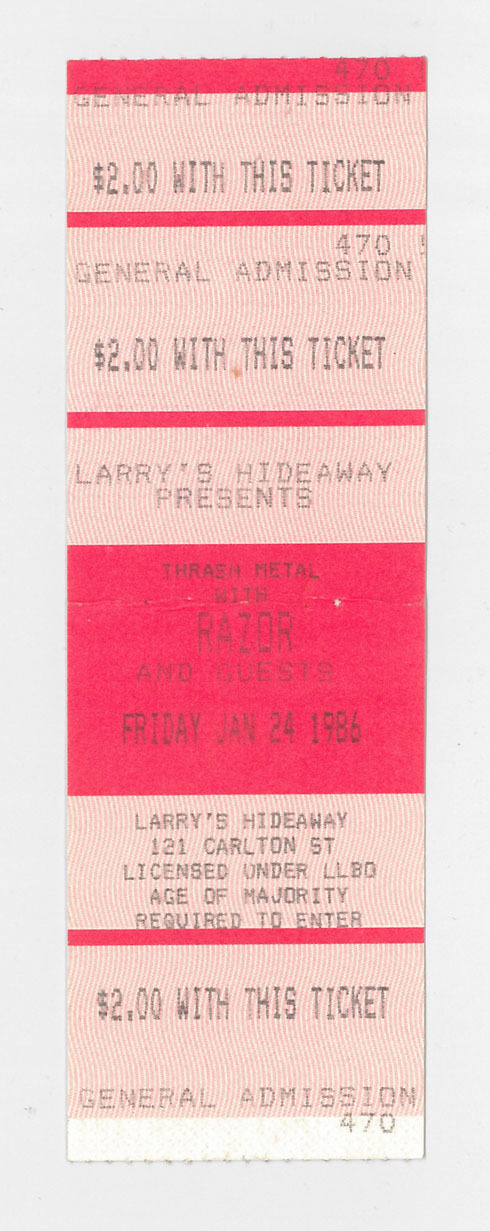 470
GENERAL ADMISSION
$2.00 WITH THIS TICKET
470
GENERAL ADMISSION
$2.00 WITH THIS TICKET
LARRY'S HIDEAWAY
PRESENTS
THRASH METAL
WITH
RAZOR
AND GUESTS
FRIDAY JAN 24 1986
LARRY'S HIDEAWAY
121 CARLTON ST
LICENSED UNDER LLBO
AGE OF MAJORITY
REQUIRED TO ENTER
$2.00 WITH THIS TICKET
GENERAL ADMISSION
470